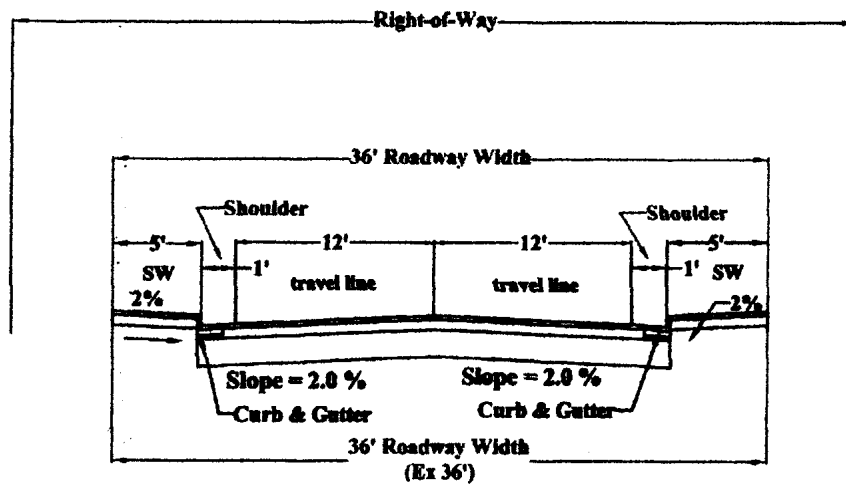 Right-of-Way
36' Roadway Width
Shoulder
Shoulder
5'
12'
12'
5'
1'
1'
SW
travel line
travel line
SW
2%
2%
Slope = 2.0 %
Slope = 2.0 %
Curb & Gutter
Curb & Gutter
36' Roadway Width
(Ex 36')